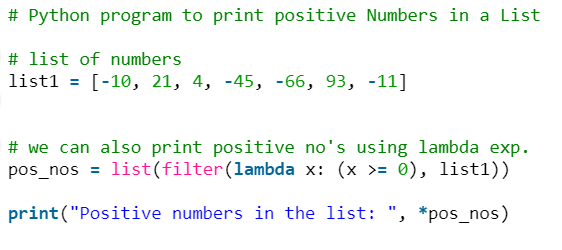 # Python program to print positive Numbers in a List
# list of numbers
list1 = [-10, 21, 4, -45, -66, 93, -11]
# we can also print positive no's using lambda exp.
pos_nos = list(filter(lambda x: (x >= 0), list1))
print("Positive numbers in the list: ", *pos_nos)